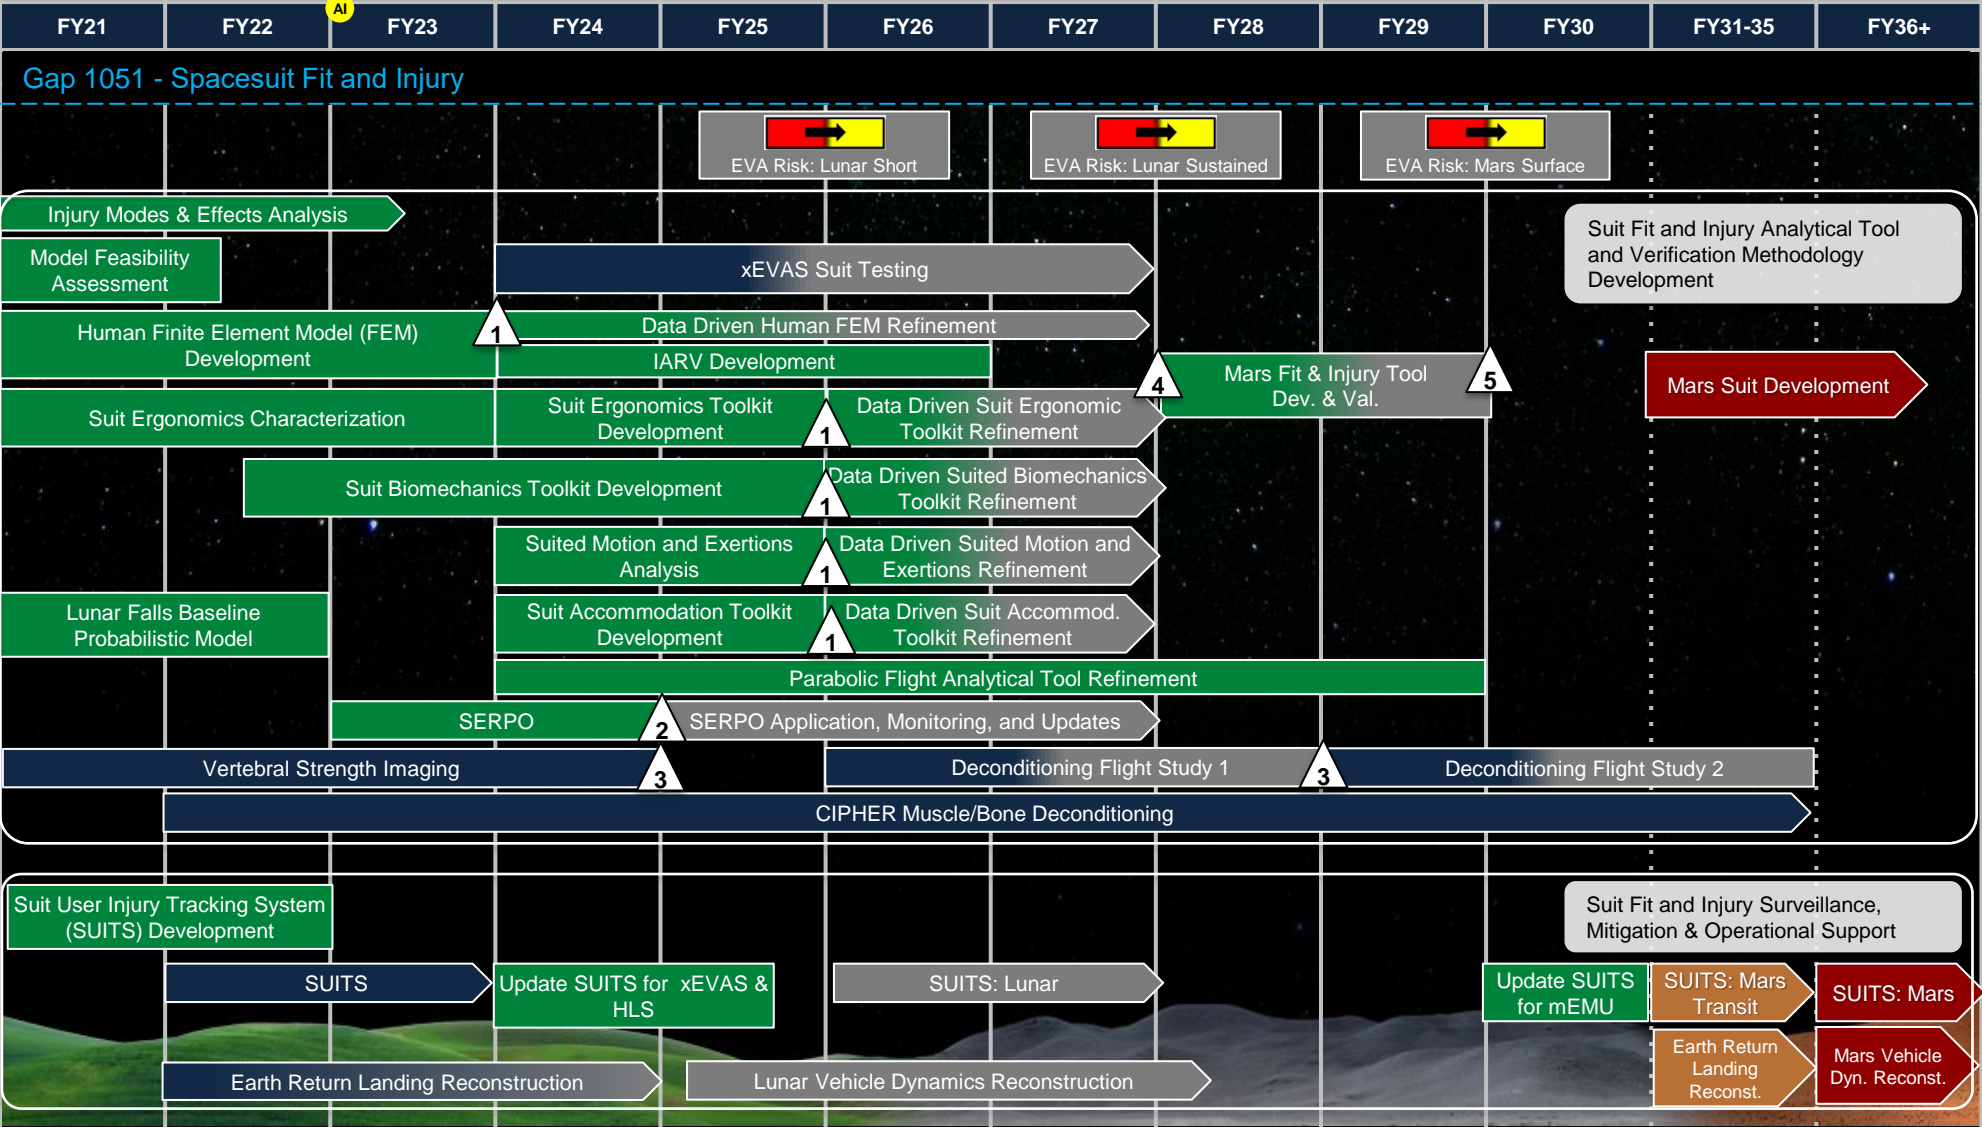 AI
FY21 FY22 FY23 FY24 FY25 FY26 FY27 FY28 FY29 FY30 FY31-35 FY36+
Gap 1051 - Spacesuit Fit and Injury
EVA Risk: Lunar Short
EVA Risk: Lunar Sustained
EVA Risk: Mars Surface
Injury Modes & Effects Analysis
Suit Fit and Injury Analytical Tool
and Verification Methodology
Development
Model Feasibility
Assessment
xEVAS Suit Testing
Human Finite Element Model (FEM)
Development
1
Data Driven Human FEM Refinement
IARV Development
4
Mars Fit & Injury Tool
Dev. & Val.
5
Mars Suit Development
Suit Ergonomics Characterization
Suit Ergonomics Toolkit
Development
1
Data Driven Suit Ergonomic
Toolkit Refinement
Suit Biomechanics Toolkit Development
1
Data Driven Suited Biomechanics
Toolkit Refinement
Suited Motion and Exertions
Analysis
1
Data Driven Suited Motion and
Exertions Refinement
Lunar Falls Baseline
Probabilistic Model
Suit Accommodation Toolkit
Development
1
Data Driven Suit Accommod.
Toolkit Refinement
Parabolic Flight Analytical Tool Refinement
SERPO
2
SERPO Application, Monitoring, and Updates
Vertebral Strength Imaging
3
Deconditioning Flight Study 1
3
Deconditioning Flight Study 2
CIPHER Muscle/Bone Deconditioning
Suit User Injury Tracking System
(SUITS) Development
Suit Fit and Injury Surveillance,
Mitigation & Operational Support
SUITS
Update SUITS for xEVAS &
HLS
SUITS: Lunar
Update SUITS
for mEMU
SUITS: Mars
Transit
SUITS: Mars
Earth Return Landing Reconstruction
Lunar Vehicle Dynamics Reconstruction
Earth Return
Landing
Reconst.
Mars Vehicle
Dyn. Reconst.